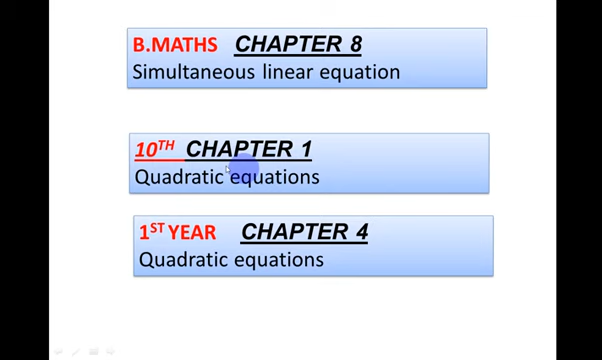 B.MATHS CHAPTER 8
Simultaneous linear equation
10TH CHAPTER 1
Quadratic equations
1ST YEAR CHAPTER 4
Quadratic equations